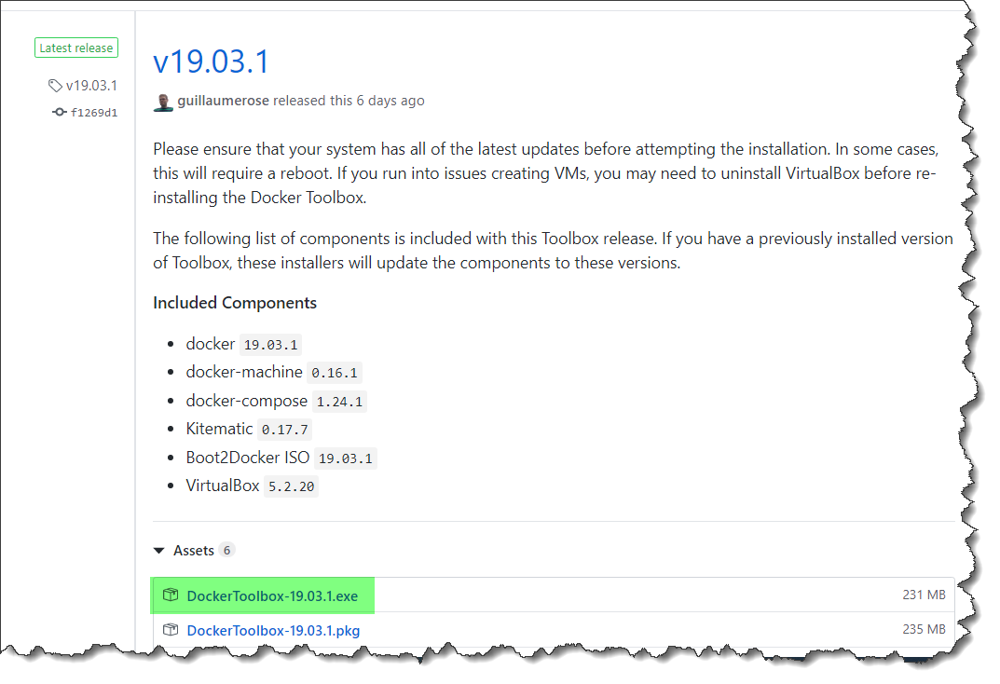 Latest release
v19.03.1
f1269d1
v19.03.1
guillaumerose released this 6 days ago
Please ensure that your system has all of the latest updates before attempting the installation. In some cases,
this will require a reboot. If you run into issues creating VMs, you may need to uninstall VirtualBox before re-
installing the Docker Toolbox.
The following list of components is included with this Toolbox release. If you have a previously installed version
of Toolbox, these installers will update the components to these versions.
Included Components
docker 19.03.1
docker-machine 0.16.1
docker-compose 1.24.1
Kitematic 0.17.7
Boot2Docker ISO 19.03.1
VirtualBox 5.2.20
Assets 6
DockerToolbox-19.03.1.exe 231 MB
DockerToolbox-19.03.1.pkg 235 MB